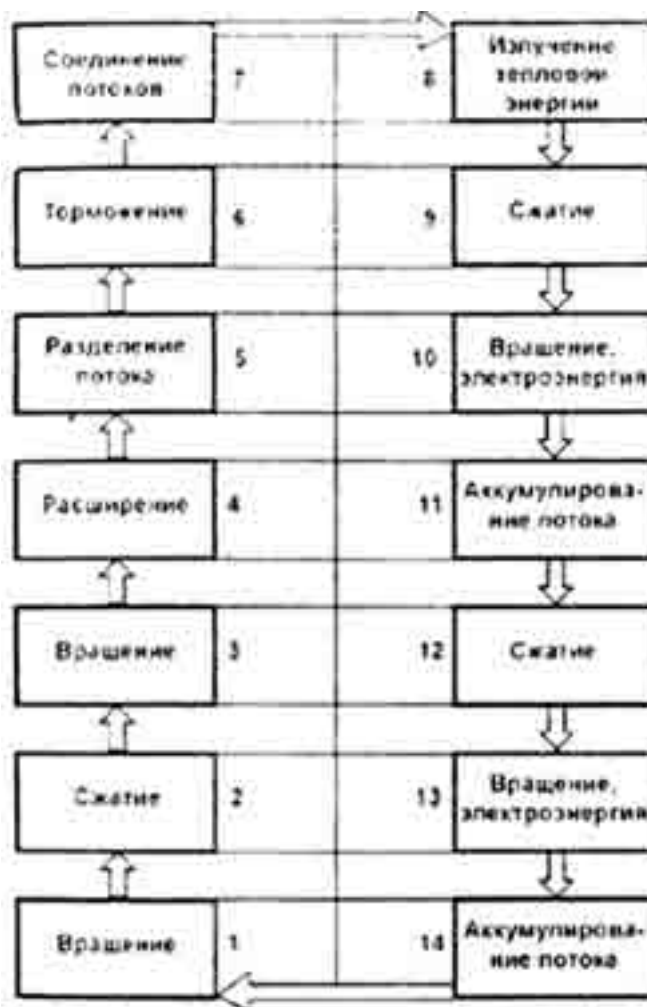 Соединение
потоков
7
8
Излучение
тепловой
энергии
Торможение
6
9
Сжатие
Разделение
потока
5
10
Вращение,
электроэнергия
Расширение
4
11
Аккумулирова-
ние потока
Вращение
3
12
Сжатие
Сжатие
2
13
Вращение,
электроэнергия
Вращение
1
14
Аккумулирова-
ние потока